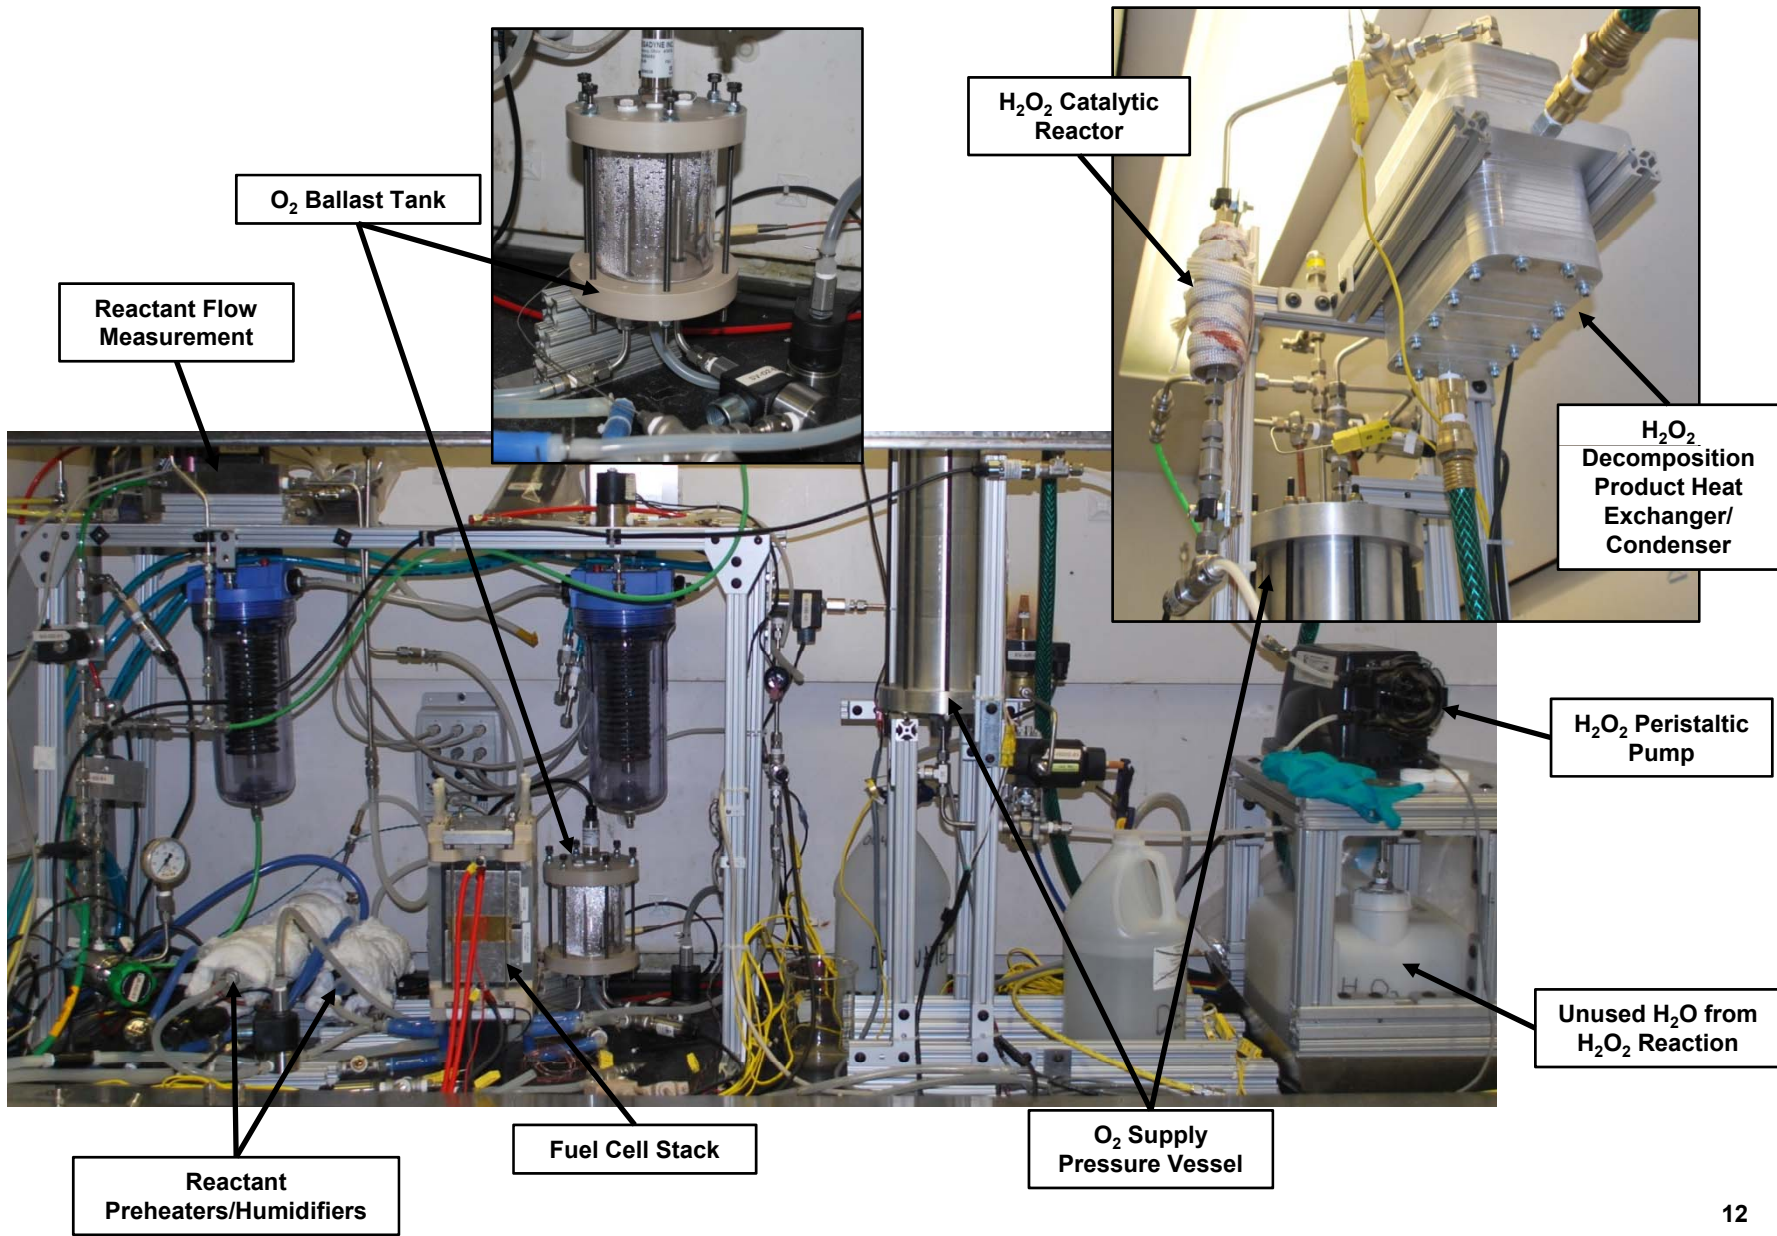 H₂O₂ Catalytic
Reactor
O₂ Ballast Tank
Reactant Flow
Measurement
H₂O₂
Decomposition
Product Heat
Exchanger/
Condenser
H₂O₂ Peristaltic
Pump
Unused H₂O from
H₂O₂ Reaction
O₂ Supply
Pressure Vessel
Fuel Cell Stack
Reactant
Preheaters/Humidifiers
12